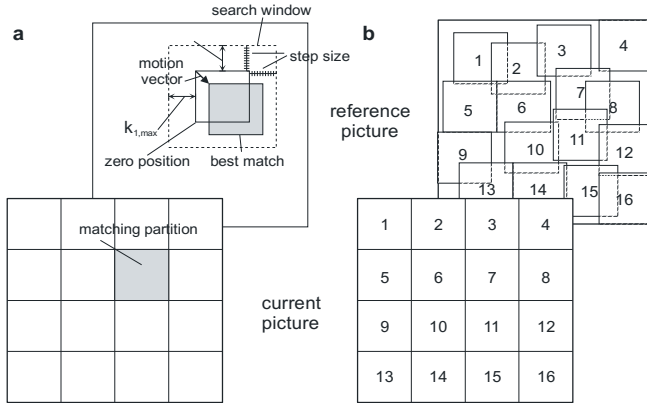 a
search window
step size
motion
vector
k1,max
zero position
best match
matching partition
current
picture
b
reference
picture
1
2
3
4
5
6
7
8
9
10
11
12
13
14
15
16
1 2 3 4
5 6 7 8
9 10 11 12
13 14 15 16